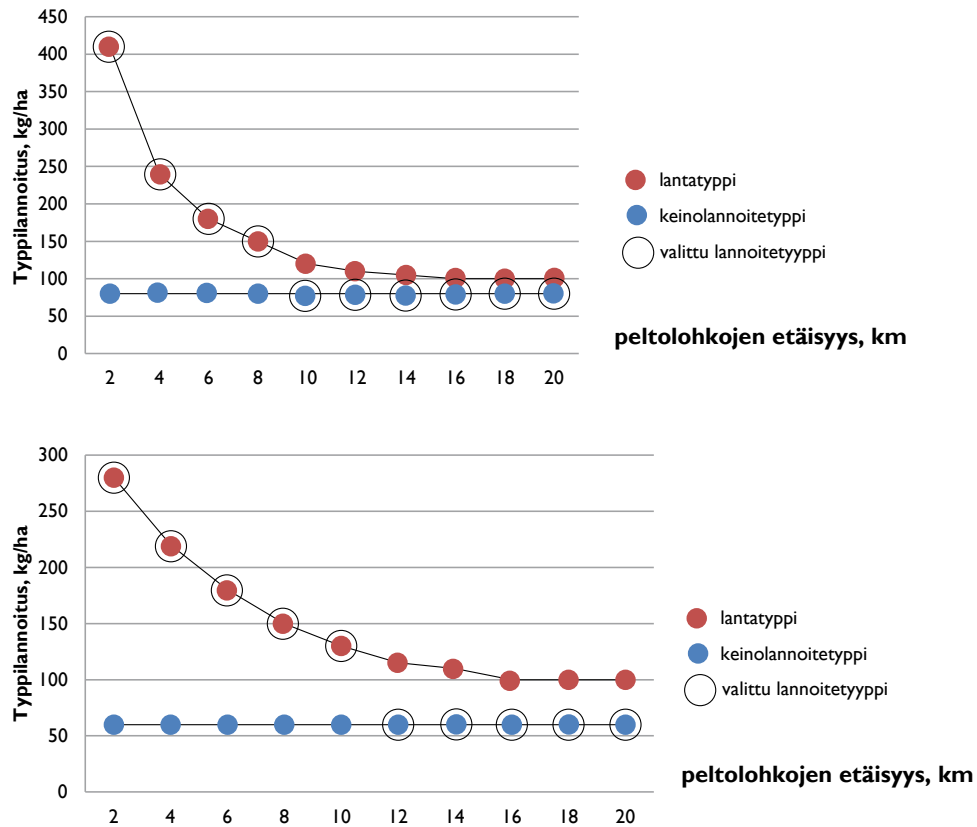 Typpilannoitus, kg/ha
450
400
350
300
250
200
150
100
50
0
2 4 6 8 10 12 14 16 18 20
lantatyppi
keinolannoitetyppi
valittu lannoitetyyppi
peltolohkojen etäisyys, km
Typpilannoitus, kg/ha
300
250
200
150
100
50
0
2 4 6 8 10 12 14 16 18 20
lantatyppi
keinolannoitetyppi
valittu lannoitetyyppi
peltolohkojen etäisyys, km